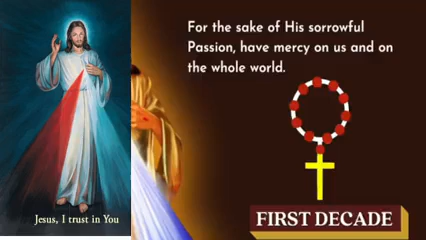 For the sake of His sorrowful
Passion, have mercy on us and on
the whole world.
Jesus, I trust in You
FIRST DECADE